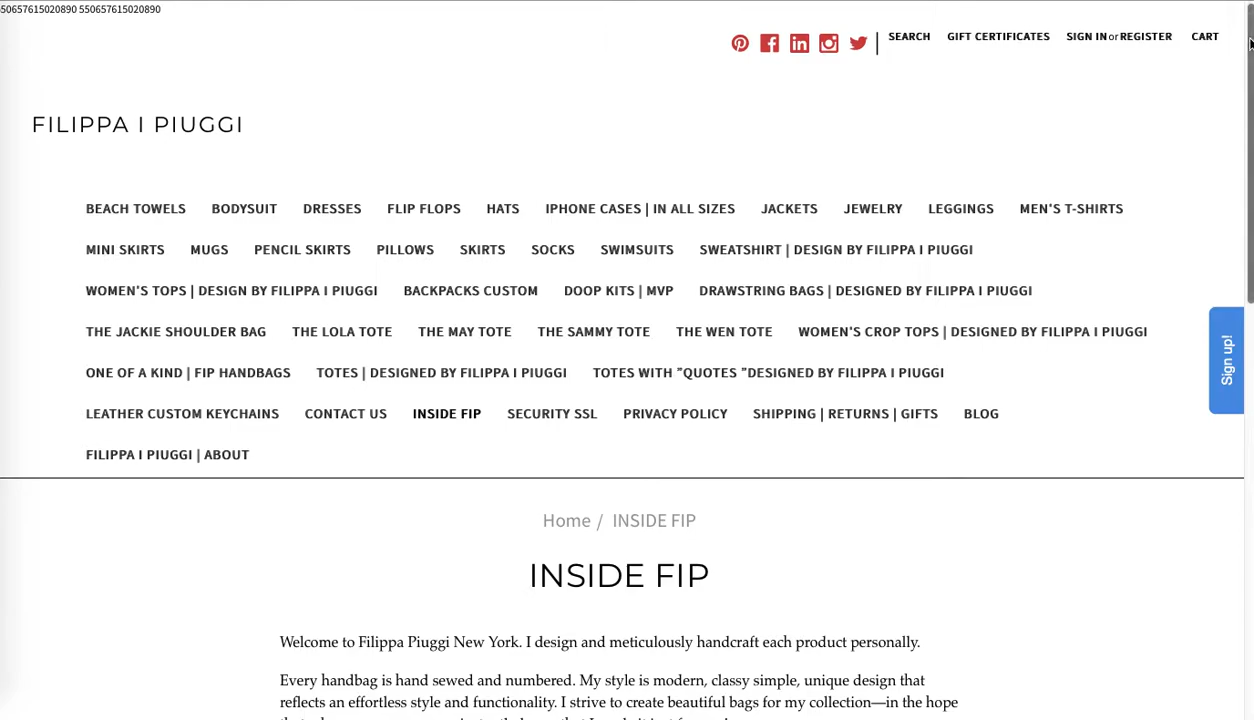 50657615020890 550657615020890
SEARCH GIFT CERTIFICATES SIGN IN or REGISTER CART
FILIPPA I PIUGGI
BEACH TOWELS BODYSUIT DRESSES FLIP FLOPS HATS IPHONE CASES | IN ALL SIZES JACKETS JEWELRY LEGGINGS MEN'S T-SHIRTS
MINI SKIRTS MUGS PENCIL SKIRTS PILLOWS SKIRTS SOCKS SWIMSUITS SWEATSHIRT | DESIGN BY FILIPPA I PIUGGI
WOMEN'S TOPS | DESIGN BY FILIPPA I PIUGGI BACKPACKS CUSTOM DOOP KITS | MVP DRAWSTRING BAGS | DESIGNED BY FILIPPA I PIUGGI
THE JACKIE SHOULDER BAG THE LOLA TOTE THE MAY TOTE THE SAMMY TOTE THE WEN TOTE WOMEN'S CROP TOPS | DESIGNED BY FILIPPA I PIUGGI
Sign up!
ONE OF A KIND | FIP HANDBAGS TOTES | DESIGNED BY FILIPPA I PIUGGI TOTES WITH ”QUOTES ”DESIGNED BY FILIPPA I PIUGGI
LEATHER CUSTOM KEYCHAINS CONTACT US INSIDE FIP SECURITY SSL PRIVACY POLICY SHIPPING | RETURNS | GIFTS BLOG
FILIPPA I PIUGGI | ABOUT
Home / INSIDE FIP
INSIDE FIP
Welcome to Filippa Piuggi New York. I design and meticulously handcraft each product personally.
Every handbag is hand sewed and numbered. My style is modern, classy simple, unique design that
reflects an effortless style and functionality. I strive to create beautiful bags for my collection—in the hope